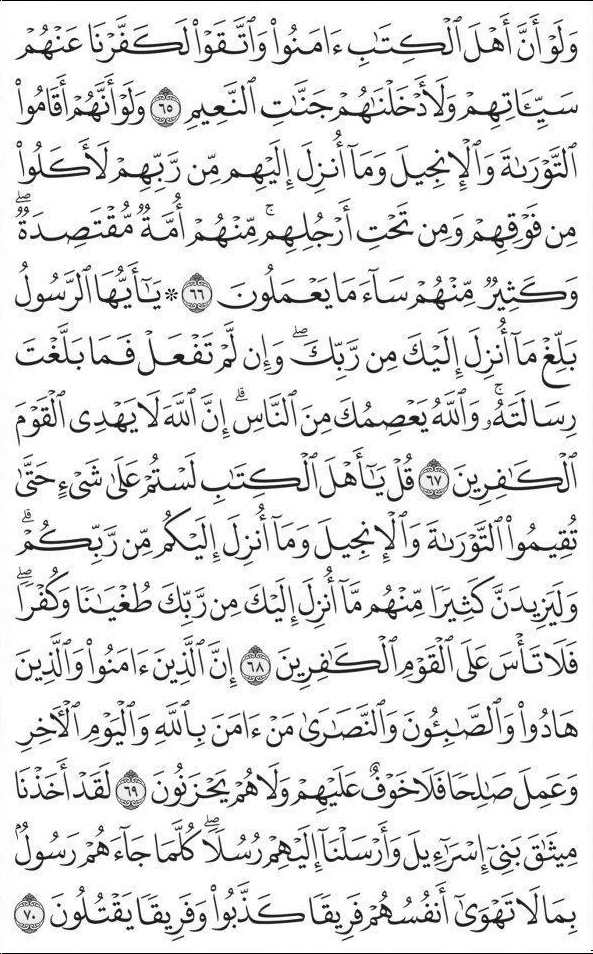 وَلَوْ أَنَّ أَهْلَ ٱلْكِتَٰبِ ءَامَنُوا۟ وَٱتَّقَوْا۟ لَكَفَّرْنَا عَنْهُمْ
سَيِّـَٔاتِهِمْ وَلَأَدْخَلْنَٰهُمْ جَنَّٰتِ ٱلنَّعِيمِ ٦٥ وَلَوْ أَنَّهُمْ أَقَامُوا۟
ٱلتَّوْرَىٰةَ وَٱلْإِنجِيلَ وَمَآ أُنزِلَ إِلَيْهِم مِّن رَّبِّهِمْ لَأَكَلُوا۟
مِن فَوْقِهِمْ وَمِن تَحْتِ أَرْجُلِهِمۚ مِّنْهُمْ أُمَّةٌ مُّقْتَصِدَةٌۖ
وَكَثِيرٌ مِّنْهُمْ سَآءَ مَا يَعْمَلُونَ ٦٦ ۞ يَٰٓأَيُّهَا ٱلرَّسُولُ
بَلِّغْ مَآ أُنزِلَ إِلَيْكَ مِن رَّبِّكَۖ وَإِن لَّمْ تَفْعَلْ فَمَا بَلَّغْتَ
رِسَالَتَهُۥۚ وَٱللَّهُ يَعْصِمُكَ مِنَ ٱلنَّاسِۗ إِنَّ ٱللَّهَ لَا يَهْدِى ٱلْقَوْمَ
ٱلْكَٰفِرِينَ ٦٧ قُلْ يَٰٓأَهْلَ ٱلْكِتَٰبِ لَسْتُمْ عَلَىٰ شَىْءٍ حَتَّىٰ
تُقِيمُوا۟ ٱلتَّوْرَىٰةَ وَٱلْإِنجِيلَ وَمَآ أُنزِلَ إِلَيْكُم مِّن رَّبِّكُمْۗ
وَلَيَزِيدَنَّ كَثِيرًا مِّنْهُم مَّآ أُنزِلَ إِلَيْكَ مِن رَّبِّكَ طُغْيَٰنًا وَكُفْرًاۖ
فَلَا تَأْسَ عَلَى ٱلْقَوْمِ ٱلْكَٰفِرِينَ ٦٨ إِنَّ ٱلَّذِينَ ءَامَنُوا۟ وَٱلَّذِينَ
هَادُوا۟ وَٱلصَّٰبِـُٔونَ وَٱلنَّصَٰرَىٰ مَنْ ءَامَنَ بِٱللَّهِ وَٱلْيَوْمِ ٱلْـَٔاخِرِ
وَعَمِلَ صَٰلِحًا فَلَا خَوْفٌ عَلَيْهِمْ وَلَا هُمْ يَحْزَنُونَ ٦٩ لَقَدْ أَخَذْنَا
مِيثَٰقَ بَنِىٓ إِسْرَٰٓءِيلَ وَأَرْسَلْنَآ إِلَيْهِمْ رُسُلًاۖ كُلَّمَا جَآءَهُمْ رَسُولٌۢ
بِمَا لَا تَهْوَىٰٓ أَنفُسُهُمْ فَرِيقًا كَذَّبُوا۟ وَفَرِيقًا يَقْتُلُونَ ٧٠